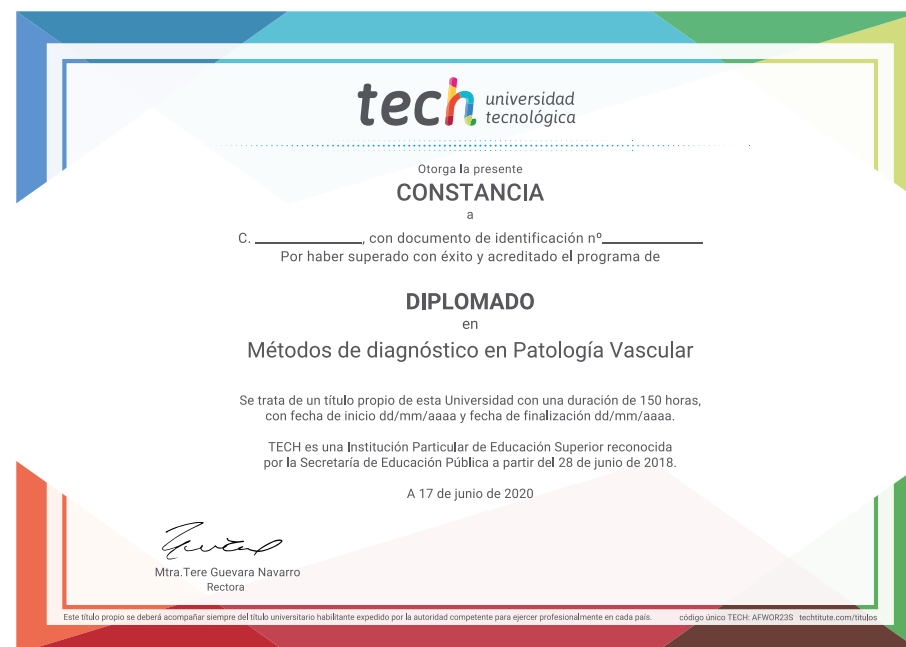 tech universidad
tecnológica
Otorga la presente
CONSTANCIA
a
C. ____________, con documento de identificación nº____________
Por haber superado con éxito y acreditado el programa de
DIPLOMADO
en
Métodos de diagnóstico en Patología Vascular
Se trata de un título propio de esta Universidad con una duración de 150 horas,
con fecha de inicio dd/mm/aaaa y fecha de finalización dd/mm/aaaa.
TECH es una Institución Particular de Educación Superior reconocida
por la Secretaría de Educación Pública a partir del 28 de junio de 2018.
A 17 de junio de 2020
Mtra.Tere Guevara Navarro
Rectora
Este título propio se deberá acompañar siempre del título universitario habilitante expedido por la autoridad competente para ejercer profesionalmente en cada país. código único TECH: AFWOR23S techtitute.com/titulos